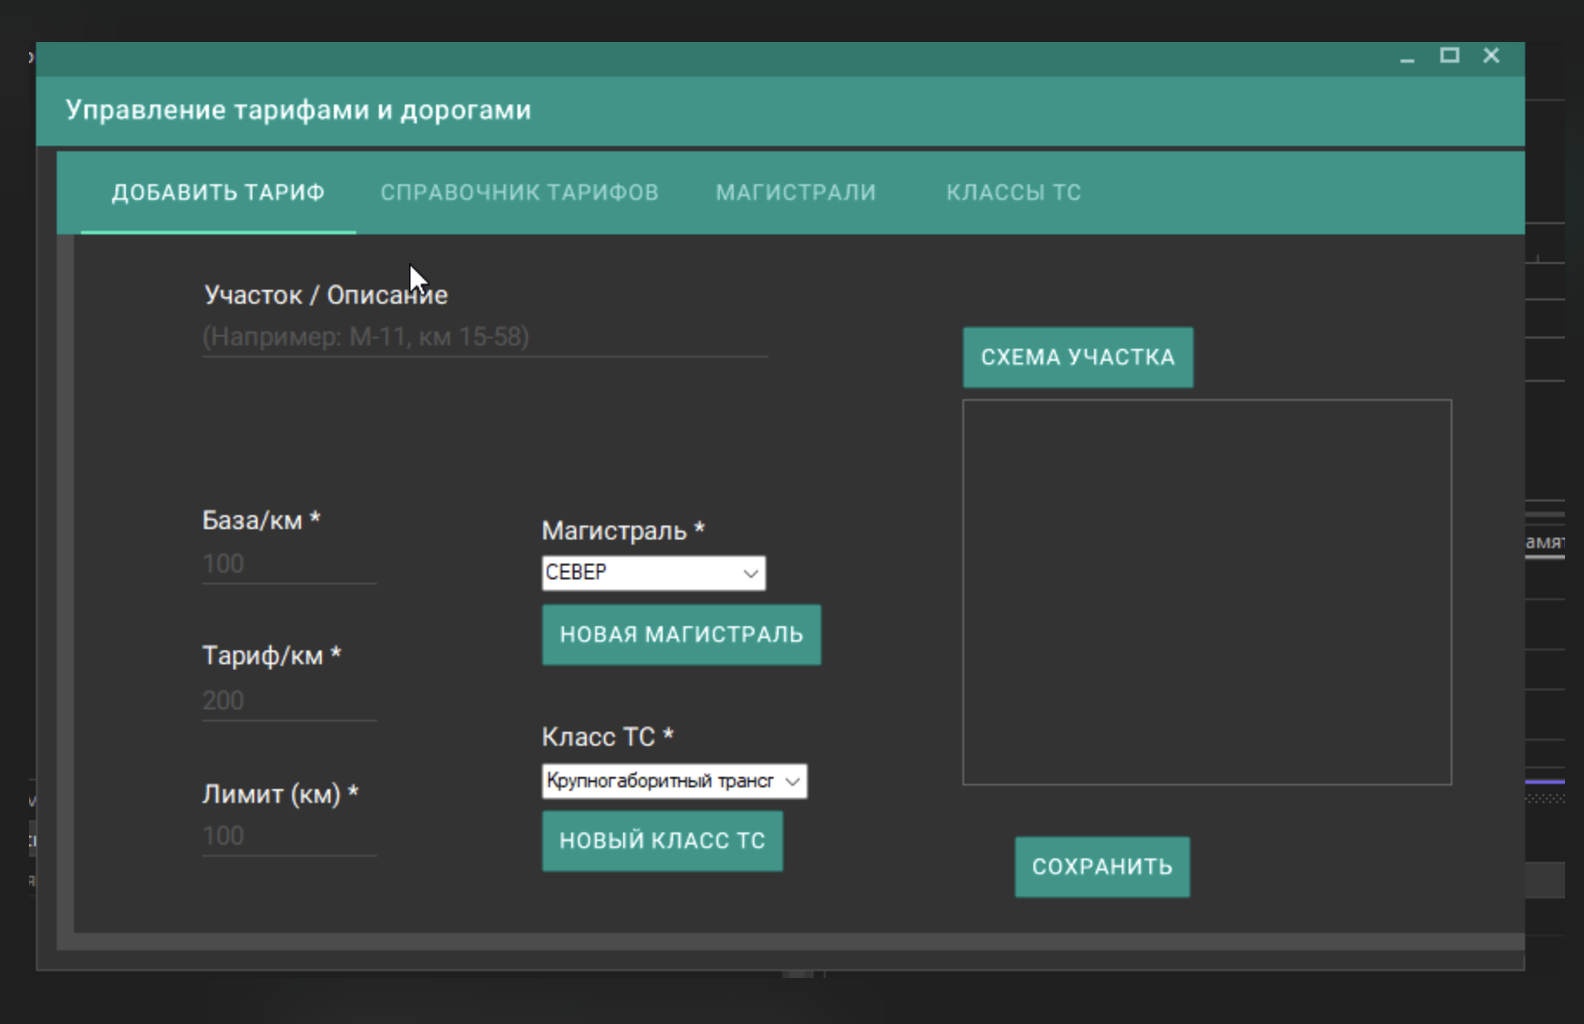 Управление тарифами и дорогами
ДОБАВИТЬ ТАРИФ СПРАВОЧНИК ТАРИФОВ МАГИСТРАЛИ КЛАССЫ ТС
Участок / Описание
(Например: М-11, км 15-58)
СХЕМА УЧАСТКА
База/км *
100
Магистраль *
СЕВЕР
НОВАЯ МАГИСТРАЛЬ
Тариф/км *
200
Класс ТС *
Крупногаборитный трансг
НОВЫЙ КЛАСС ТС
Лимит (км) *
100
СОХРАНИТЬ